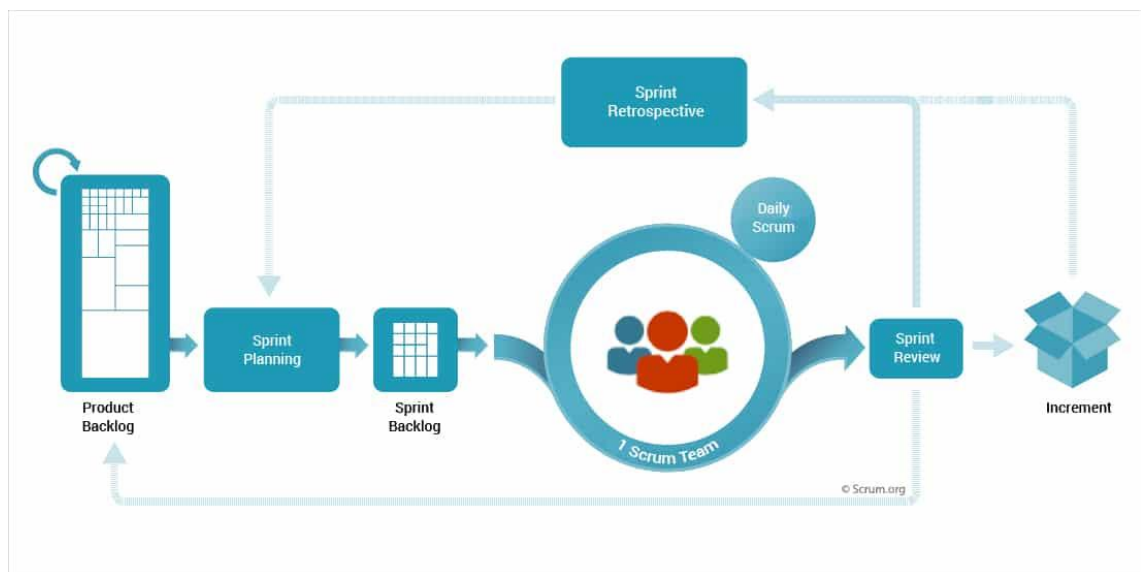 Sprint
Retrospective
Daily
Scrum
Sprint
Planning
Sprint
Review
Product
Backlog
Sprint
Backlog
Increment
1 Scrum Team
© Scrum.org